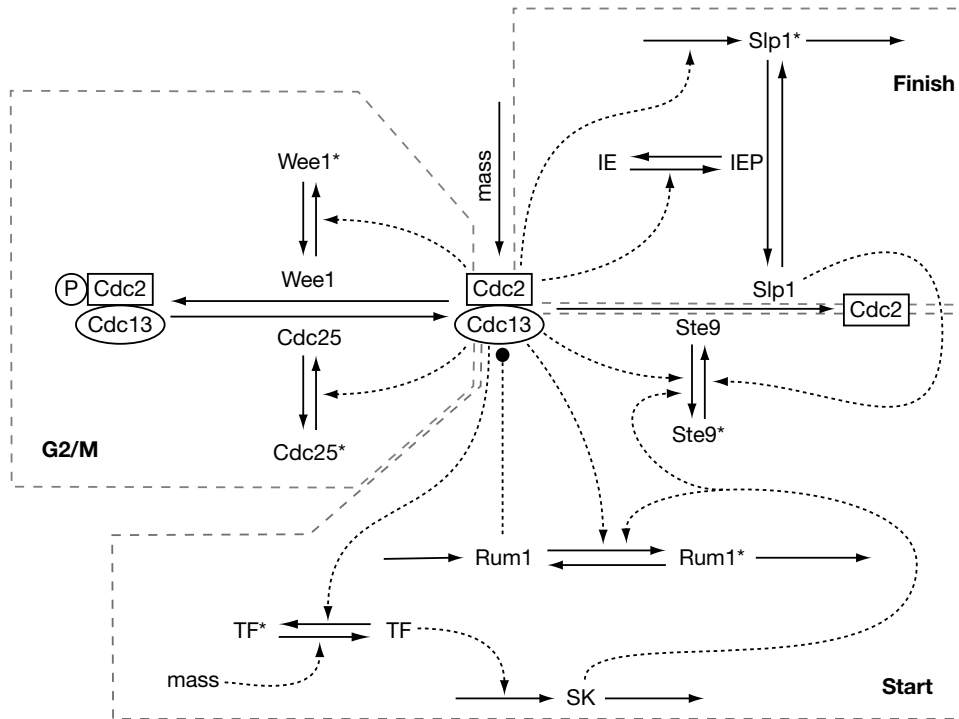 Slp1*
Finish
Wee1*
mass
IE
IEP
Wee1
Slp1
P
Cdc2
Cdc2
Cdc2
Cdc13
Cdc13
Cdc25
Ste9
Ste9*
G2/M
Cdc25*
Rum1
Rum1*
TF*
TF
mass
SK
Start